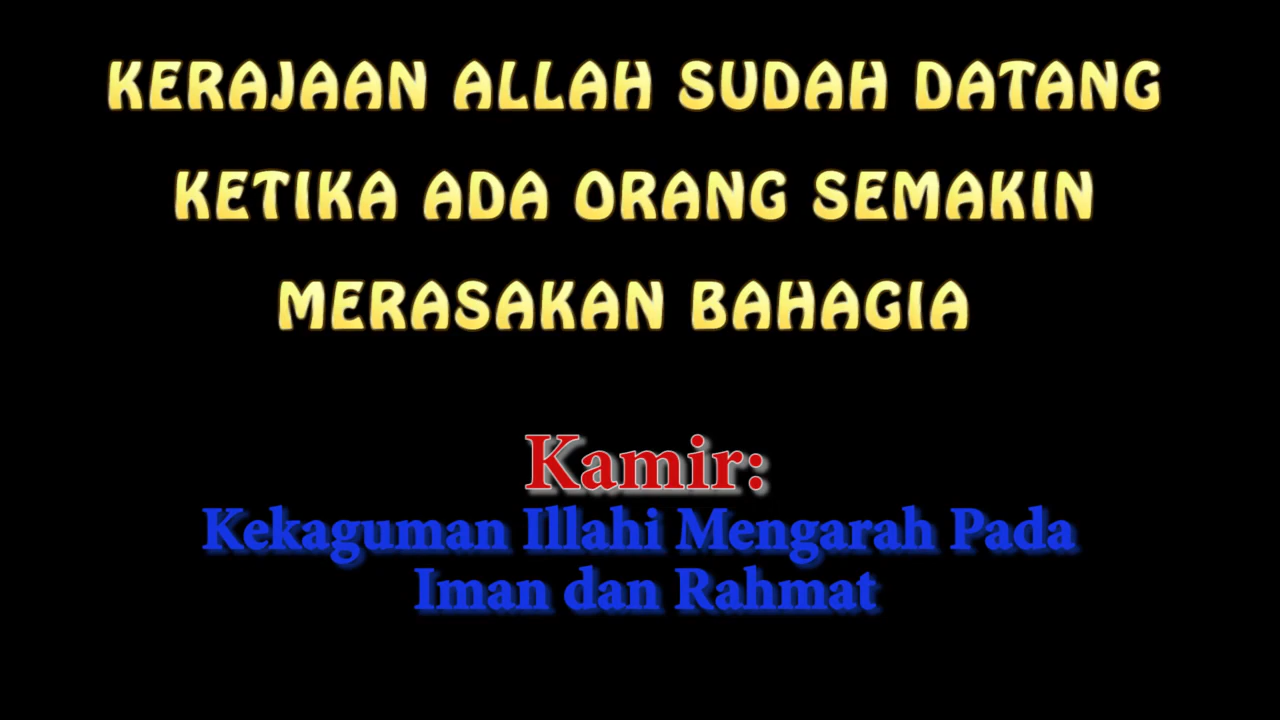 KERAJAAN ALLAH SUDAH DATANG
KETIKA ADA ORANG SEMAKIN
MERASAKAN BAHAGIA
Kamir:
Kekaguman Illahi Mengarah Pada
Iman dan Rahmat